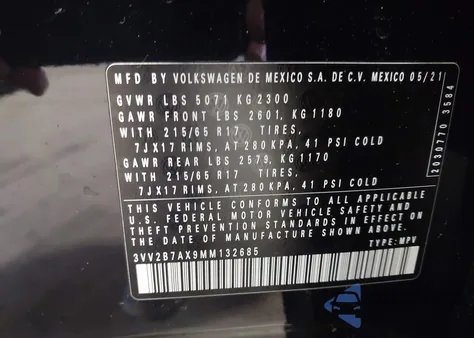 MFD BY VOLKSWAGEN DE MEXICO S.A. DE C.V. MEXICO 05/21
GVWR LBS 5071 KG 2300
GAWR FRONT LBS 2601, KG 1180
WITH 215/65 R17 TIRES,
7JX17 RIMS, AT 280 KPA, 41 PSI COLD
GAWR REAR LBS 2579, KG 1170
WITH 215/65 R17 TIRES,
7JX17 RIMS, AT 280 KPA, 41 PSI COLD
THIS VEHICLE CONFORMS TO ALL APPLICABLE
U.S. FEDERAL MOTOR VEHICLE SAFETY AND
THEFT PREVENTION STANDARDS IN EFFECT ON
THE DATE OF MANUFACTURE SHOWN ABOVE.
3VV2B7AX9MM132685 TYPE: MPV
2030770 3584